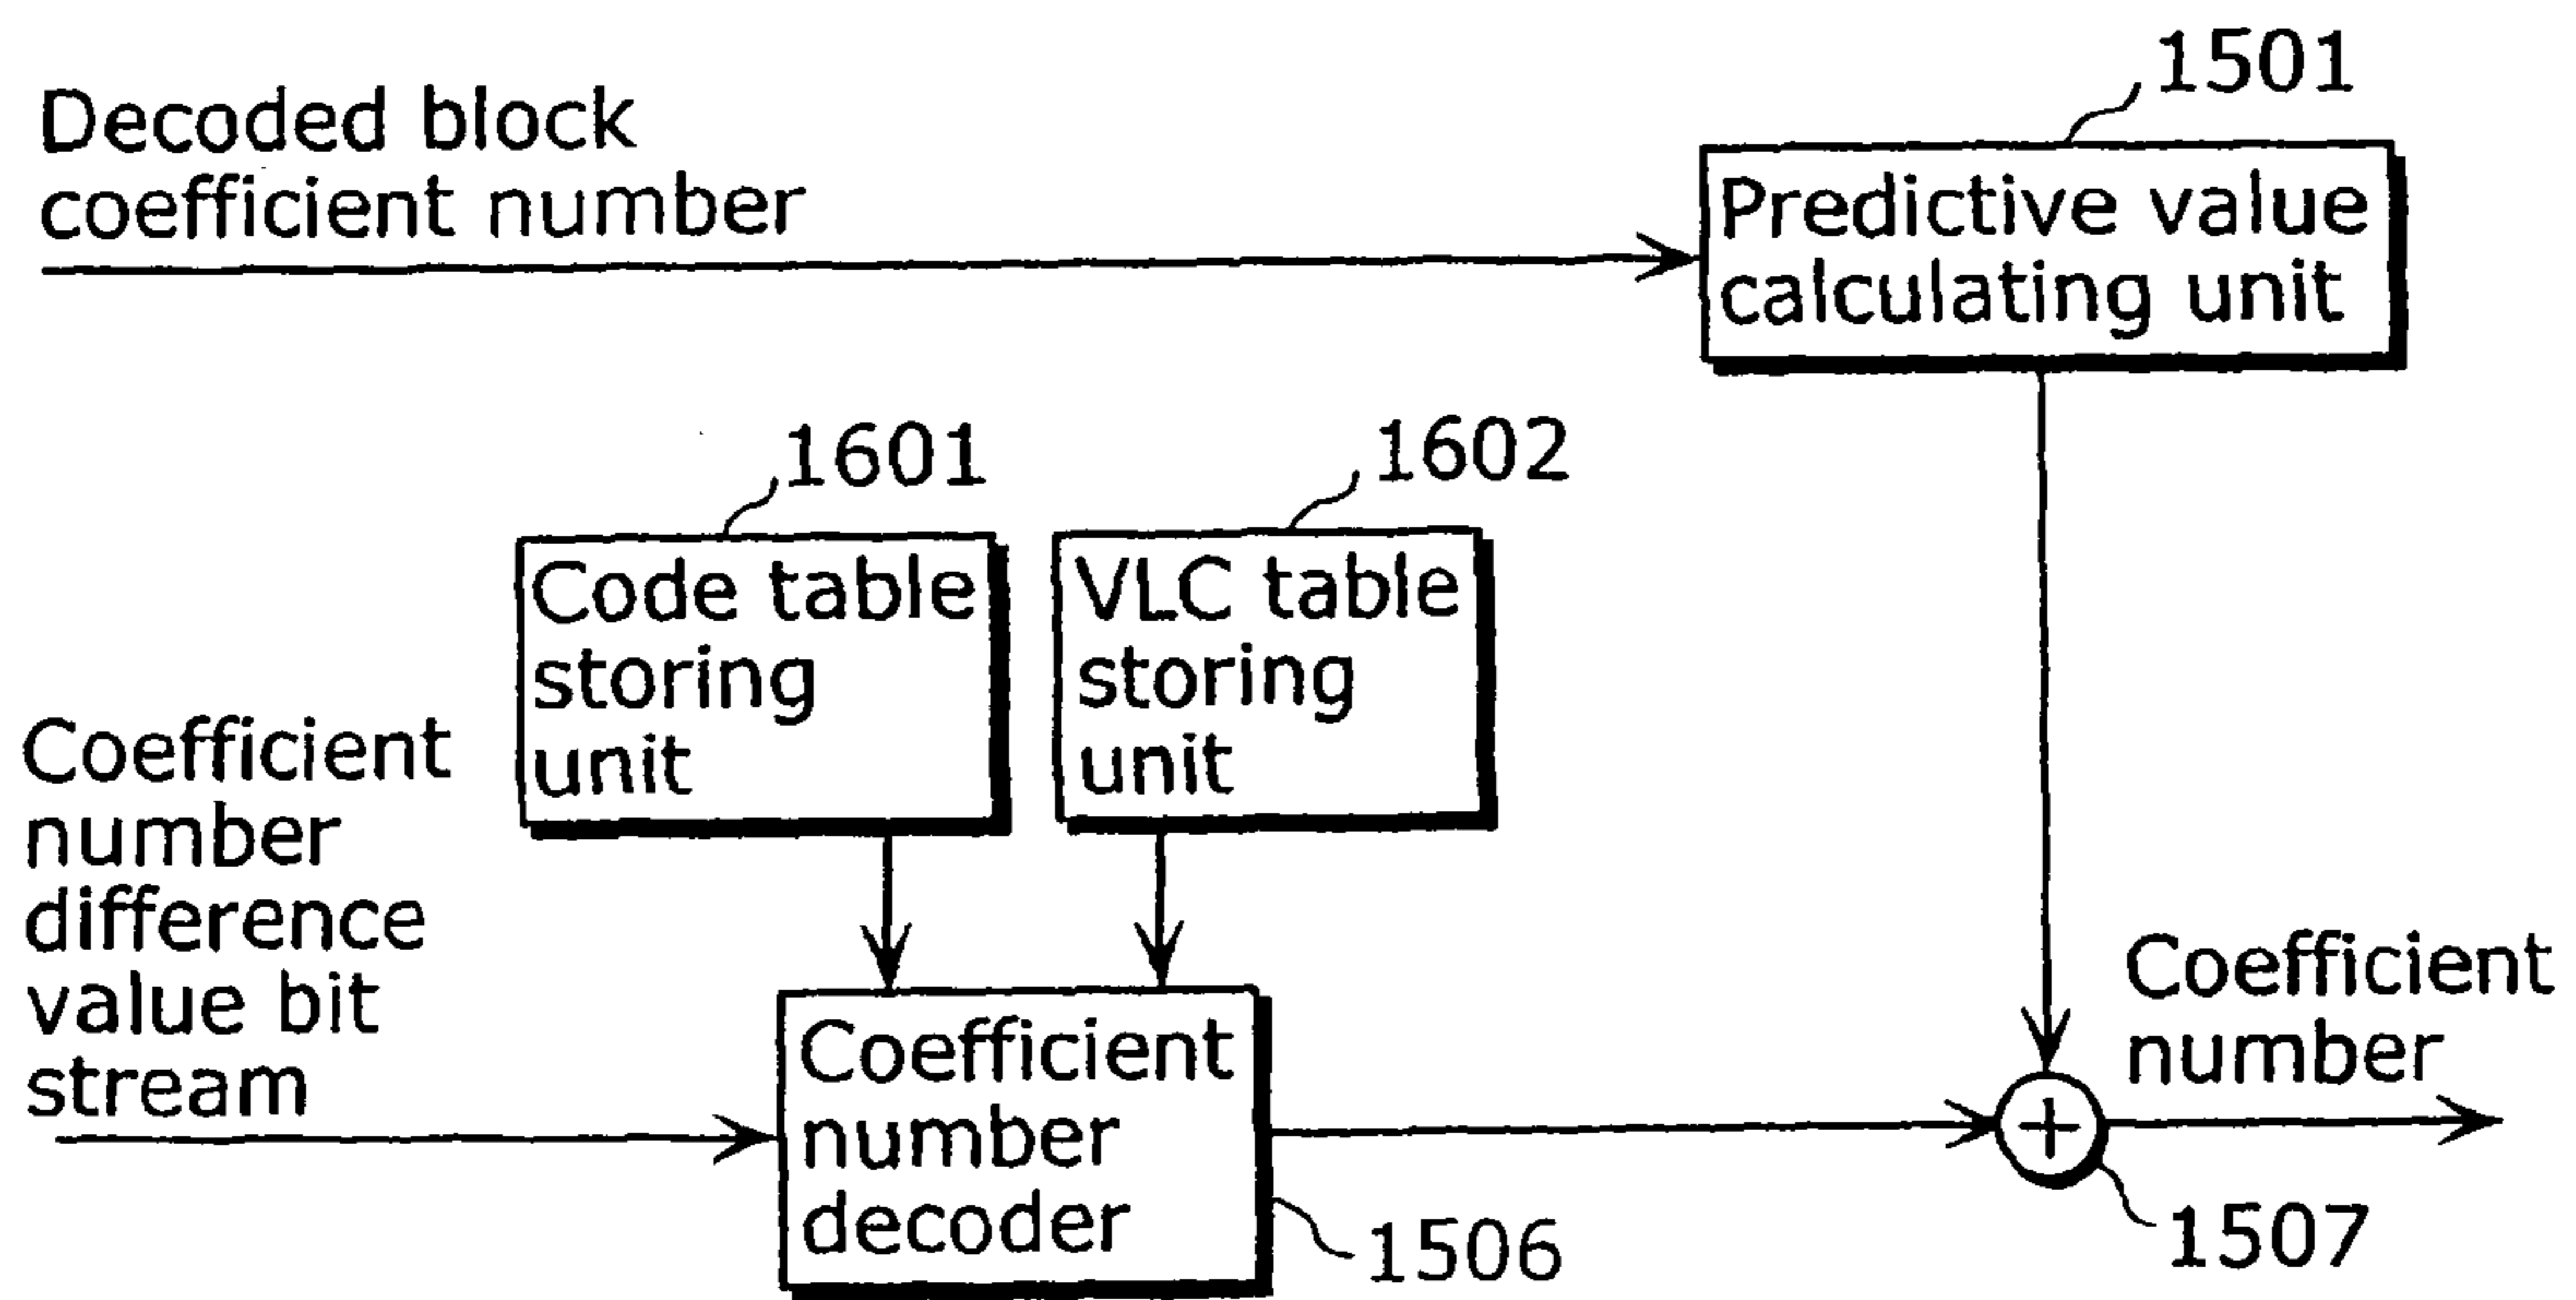 1501
Decoded block
coefficient number
Predictive value
calculating unit
1601
1602
Code table
storing
unit
VLC table
storing
unit
Coefficient
number
difference
value bit
stream
Coefficient
number
decoder
1506
+
Coefficient
number
1507